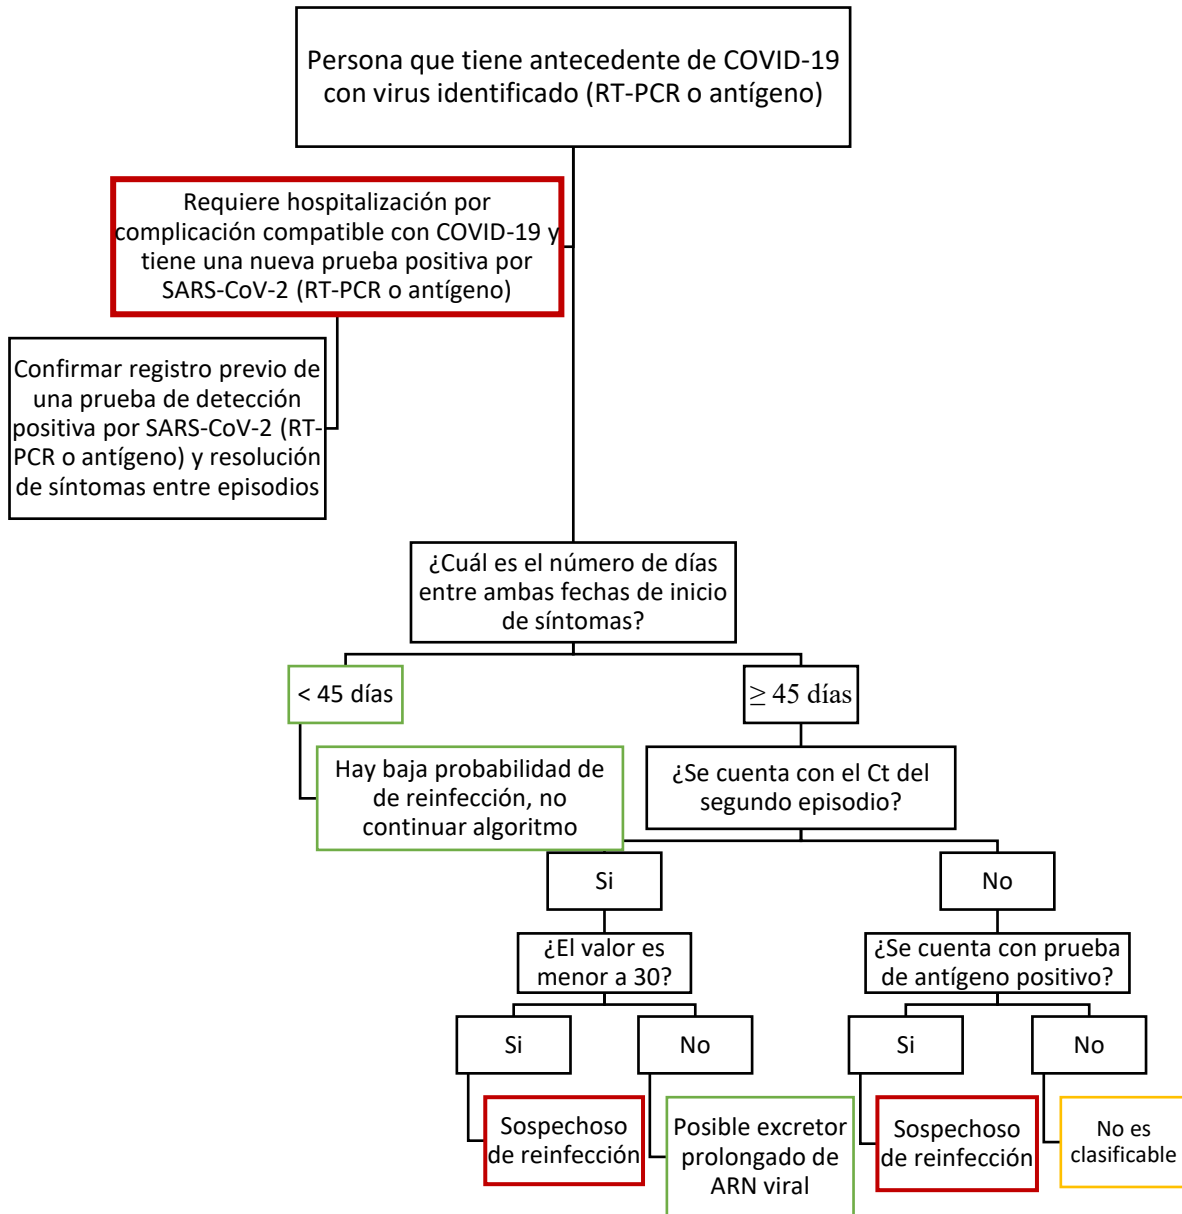 Persona que tiene antecedente de COVID-19
con virus identificado (RT-PCR o antígeno)
Requiere hospitalización por
complicación compatible con COVID-19 y
tiene una nueva prueba positiva por
SARS-CoV-2 (RT-PCR o antígeno)
Confirmar registro previo de
una prueba de detección
positiva por SARS-CoV-2 (RT-
PCR o antígeno) y resolución
de síntomas entre episodios
¿Cuál es el número de días
entre ambas fechas de inicio
de síntomas?
< 45 días
≥ 45 días
Hay baja probabilidad de
de reinfección, no
continuar algoritmo
¿Se cuenta con el Ct del
segundo episodio?
Si
No
¿El valor es
menor a 30?
¿Se cuenta con prueba
de antígeno positivo?
Si
No
Si
No
Sospechoso
de reinfección
Posible excretor
prolongado de
ARN viral
Sospechoso
de reinfección
No es
clasificable